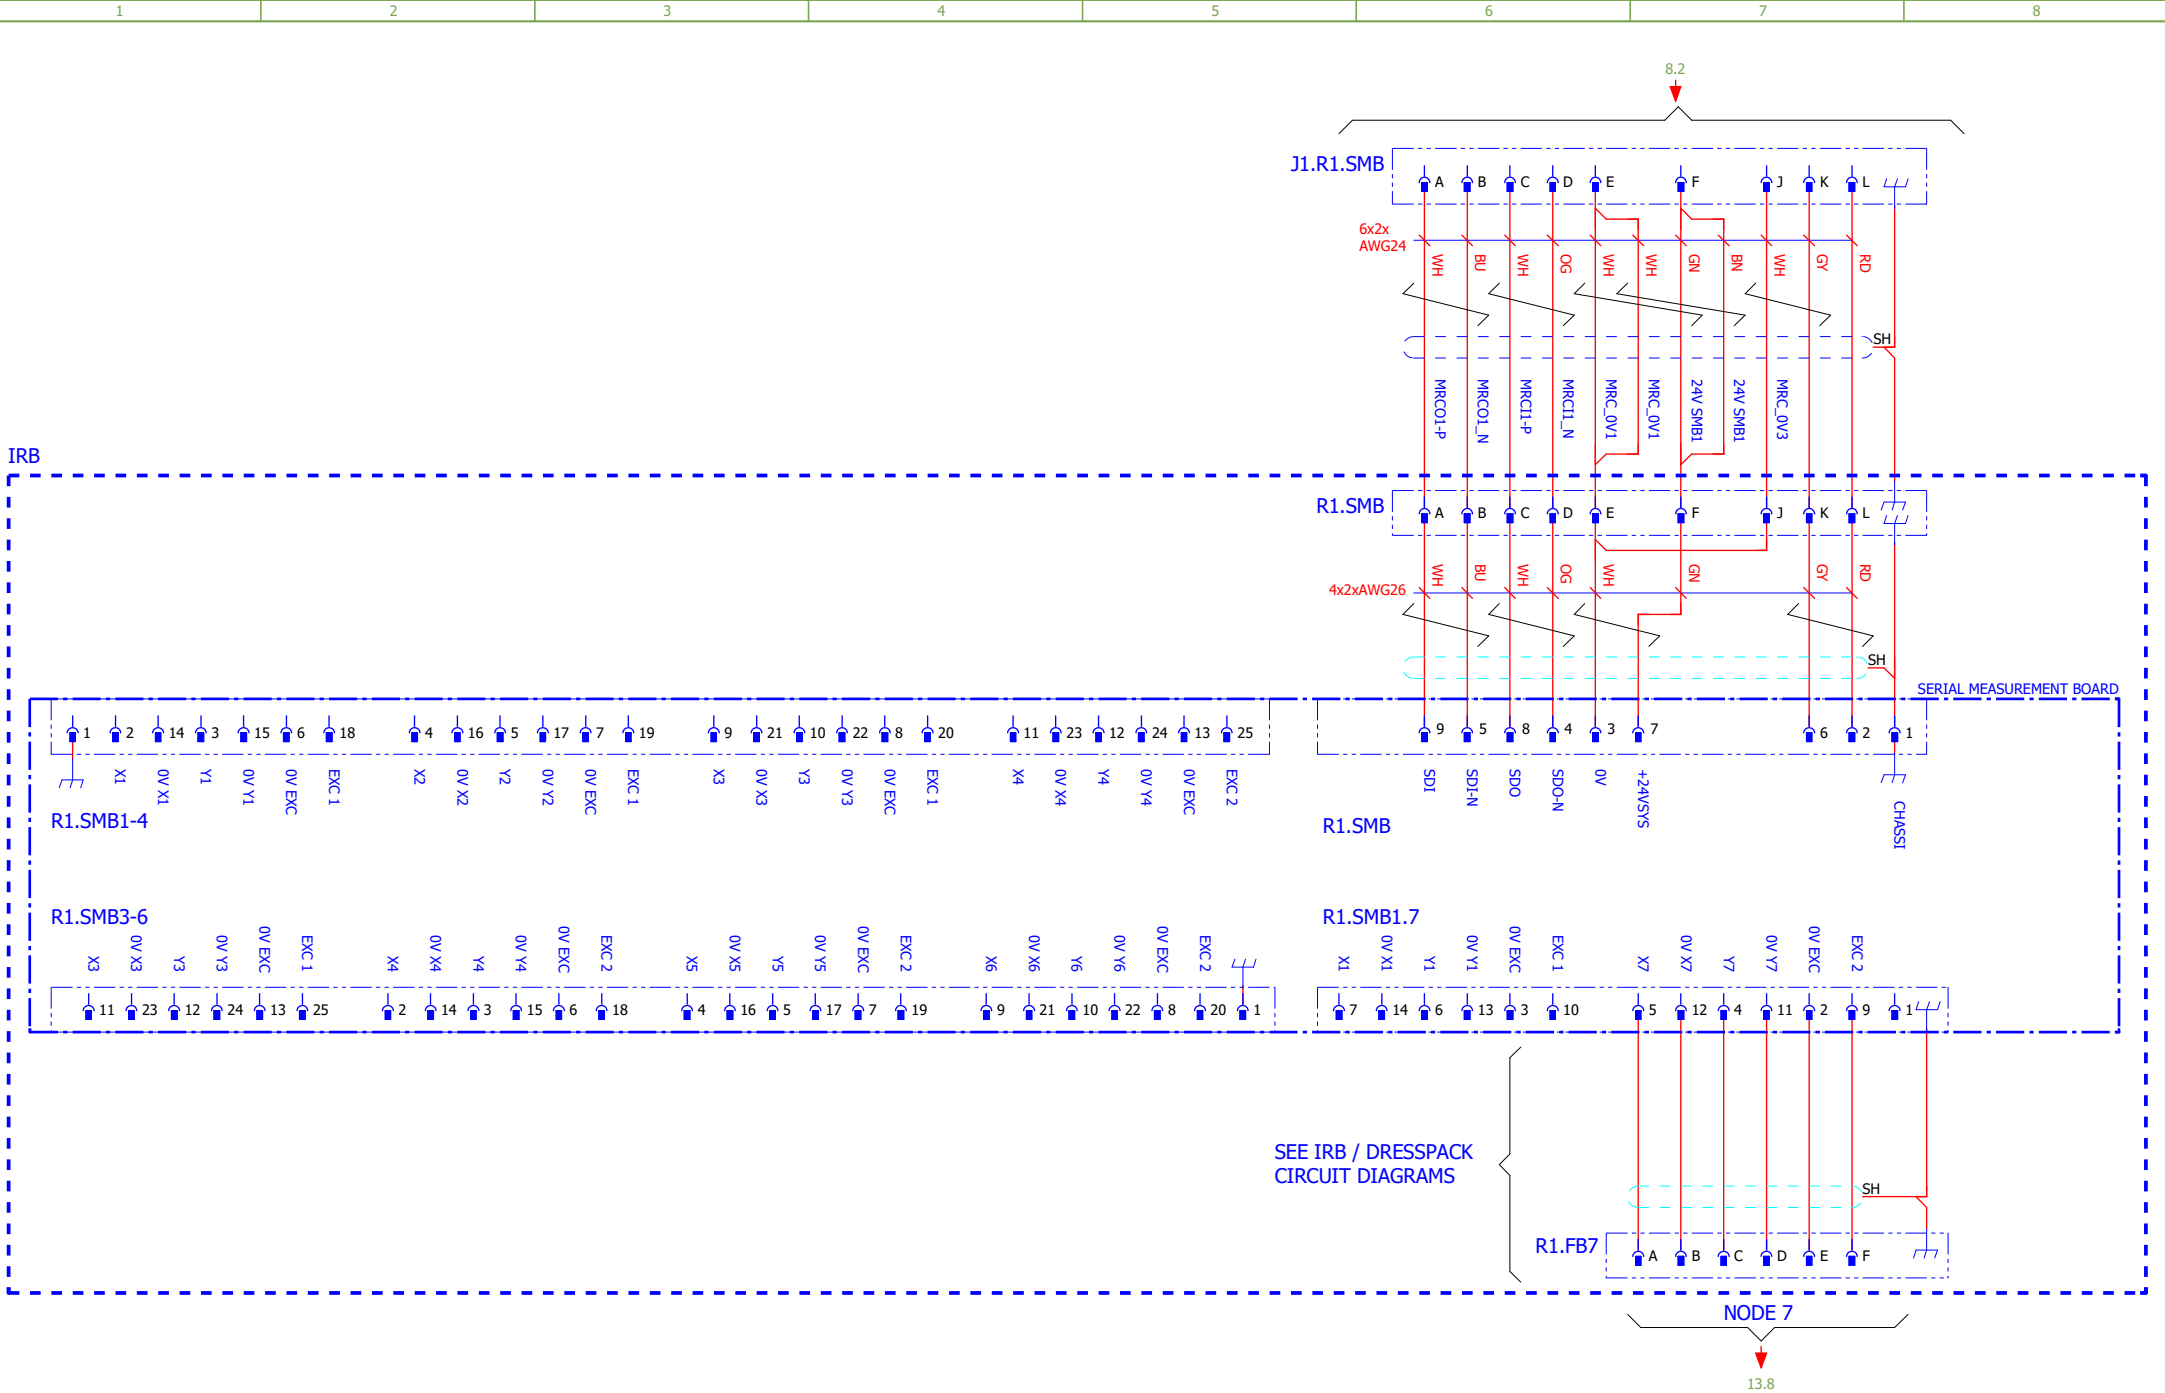 1 2 3 4 5 6 7 8
8.2
J1.R1.SMB
A B C D E F J K L
6x2x
AWG24
WH BU WH OG WH WH GN BN WH GY RD
SH
MRCO1-P MRCO1_N MRCI1-P MRCI1_N MRC_0V1 MRC_0V1 24V SMB1 24V SMB1 MRC_0V3
IRB
R1.SMB
A B C D E F J K L
WH BU WH OG WH GN GY RD
4x2xAWG26
SH
SERIAL MEASUREMENT BOARD
1 2 14 3 15 6 18 4 16 5 17 7 19 9 21 10 22 8 20 11 23 12 24 13 25
9 5 8 4 3 7 6 2 1
X1 0V X1 Y1 0V Y1 0V EXC EXC 1 X2 0V X2 Y2 0V Y2 0V EXC EXC 1 X3 0V X3 Y3 0V Y3 0V EXC EXC 1 X4 0V X4 Y4 0V Y4 0V EXC EXC 2
SDI SDI-N SDO SDO-N 0V +24VSYS CHASSI
R1.SMB1-4
R1.SMB
R1.SMB3-6
R1.SMB1.7
X3 0V X3 Y3 0V Y3 0V EXC EXC 1 X4 0V X4 Y4 0V Y4 0V EXC EXC 2 X5 0V X5 Y5 0V Y5 0V EXC EXC 2 X6 0V X6 Y6 0V Y6 0V EXC EXC 2
X1 0V X1 Y1 0V Y1 0V EXC EXC 1 X7 0V X7 Y7 0V Y7 0V EXC EXC 2
11 23 12 24 13 25 2 14 3 15 6 18 4 16 5 17 7 19 9 21 10 22 8 20 1
7 14 6 13 3 10 5 12 4 11 2 9 1
SEE IRB / DRESSPACK
CIRCUIT DIAGRAMS
SH
R1.FB7
A B C D E F
NODE 7
13.8